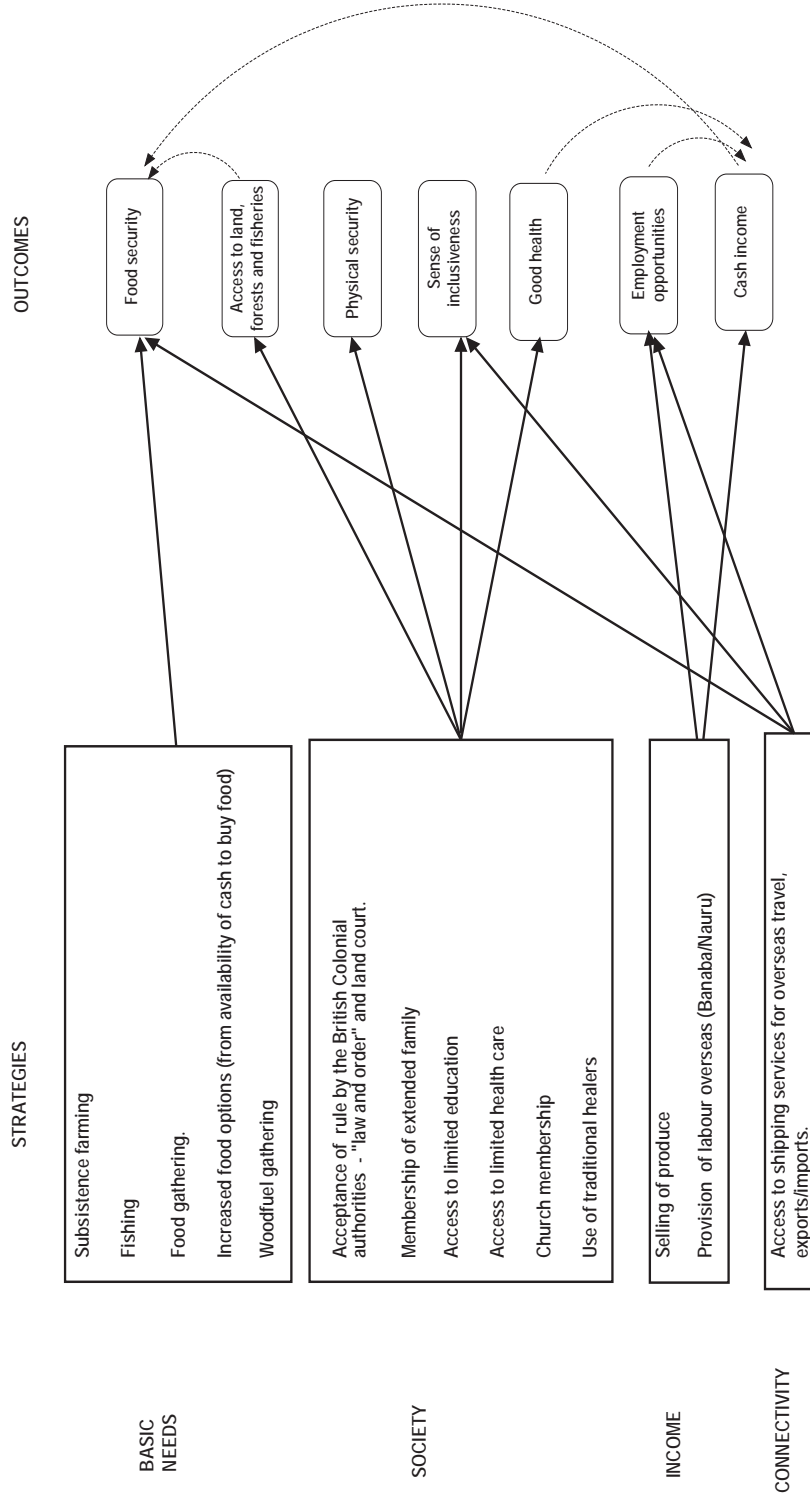 STRATEGIES
OUTCOMES
BASIC
NEEDS
Subsistence farming
Fishing
Food gathering.
Increased food options (from availability of cash to buy food)
Woodfuel gathering
SOCIETY
Acceptance of rule by the British Colonial
authorities - "law and order" and land court.
Membership of extended family
Access to limited education
Access to limited health care
Church membership
Use of traditional healers
INCOME
Selling of produce
Provision of labour overseas (Banaba/Nauru)
CONNECTIVITY
Access to shipping services for overseas travel,
exports/imports.
Food security
Access to land,
forests and fisheries
Physical security
Sense of
inclusiveness
Good health
Employment
opportunities
Cash income